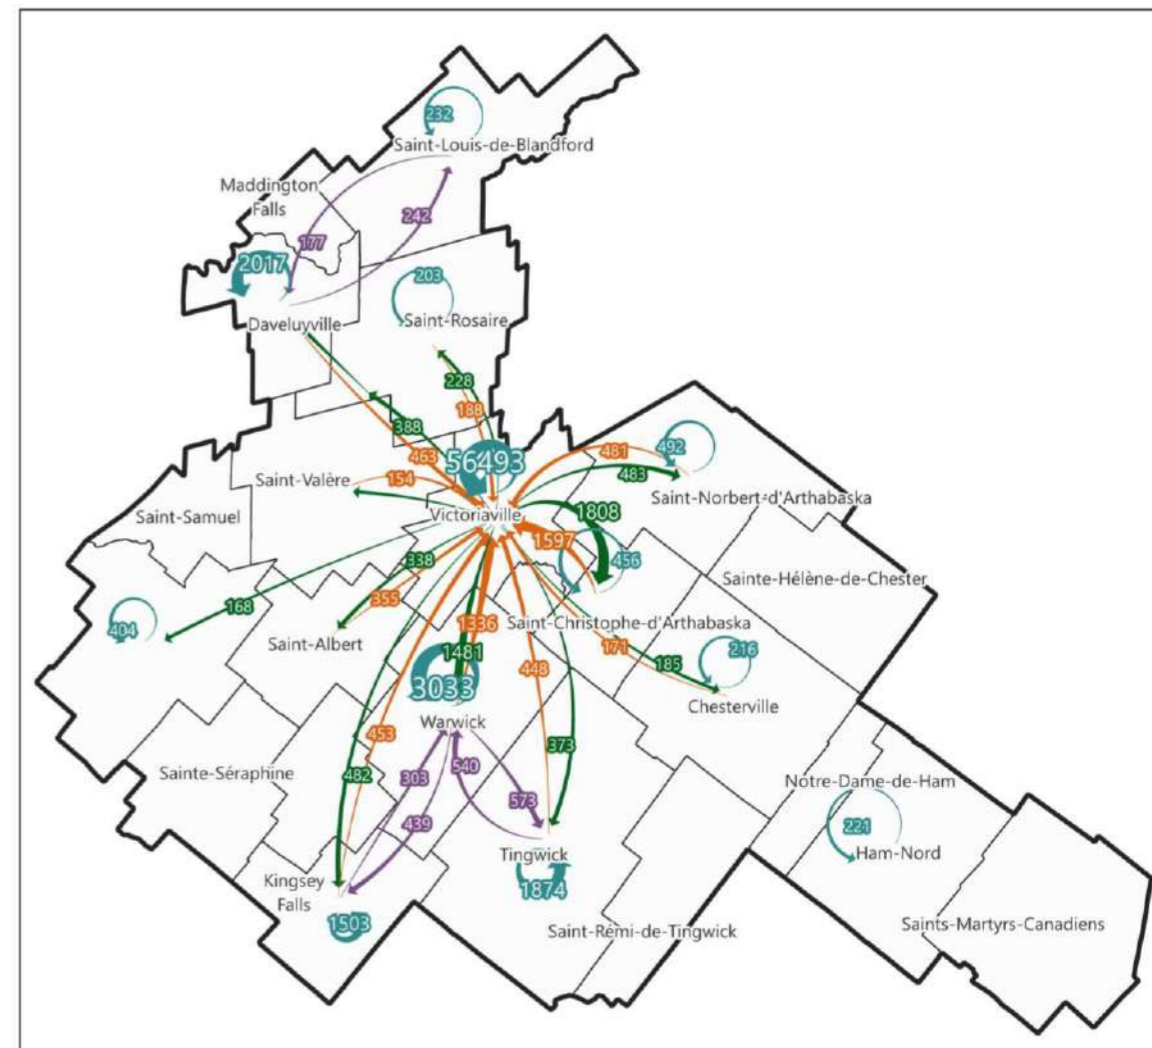 232
Saint-Louis-de-Blandford
Maddington
Falls
242
177
2017
203
Daveluyville
Saint-Rosaire
228
188
388
463
56493
481
492
483
Saint-Valère
154
Saint-Norbert-d'Arthabaska
Saint-Samuel
Victoriaville
1808
1597
456
338
355
168
404
Sainte-Hélène-de-Chester
Saint-Albert
1336
Saint-Christophe-d'Arthabaska
1481
448
171
185
216
3033
Chesterville
Warwick
453
373
Sainte-Séraphine
482
303
540
573
439
Notre-Dame-de-Ham
221
Ham-Nord
Tingwick
Kingsey
Falls
1874
1503
Saint-Rémi-de-Tingwick
Saints-Martyrs-Canadiens